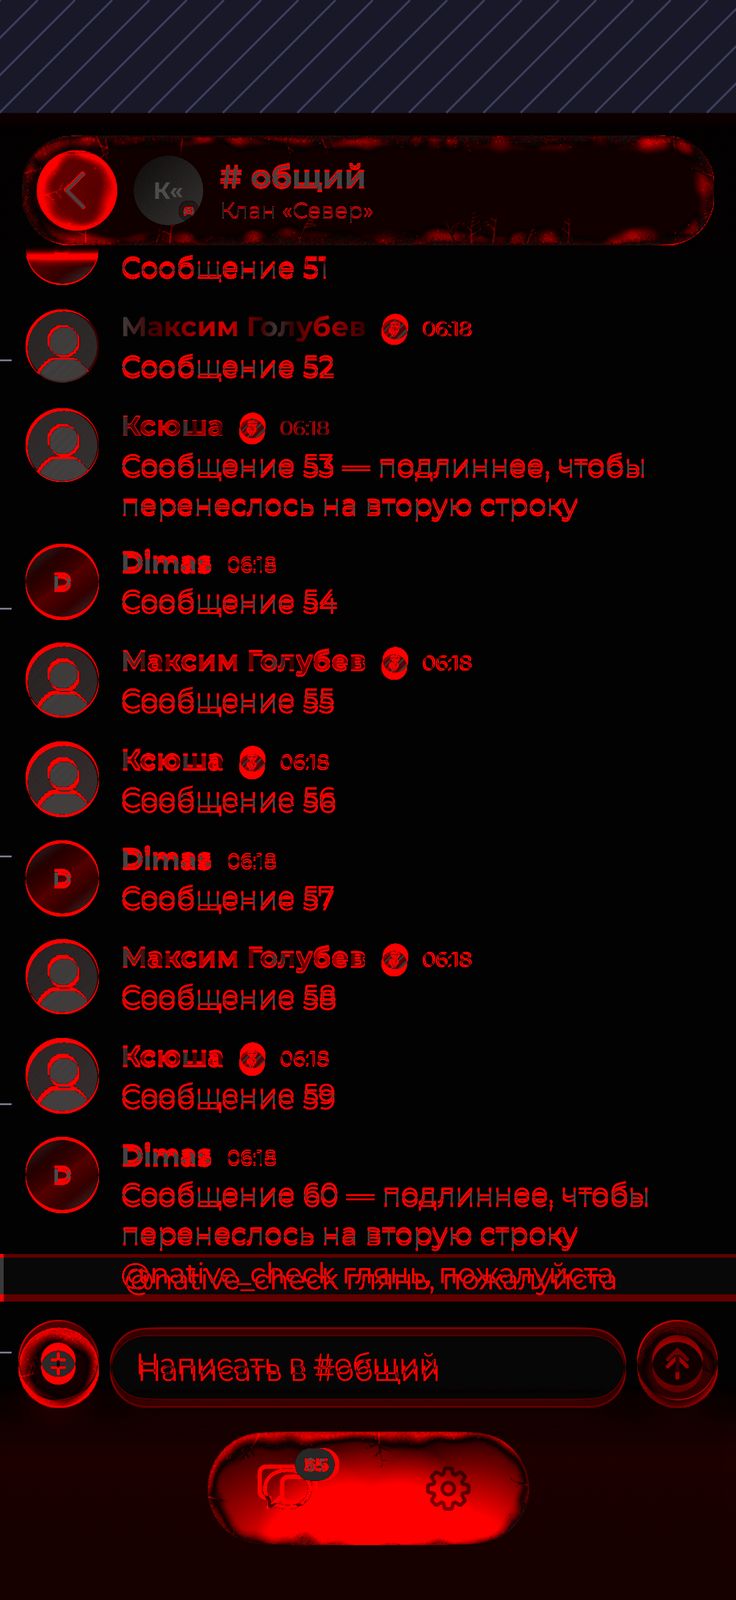 K«
# общий
Клан «Север»
Сообщение 51
Максим Голубев 06:18
Сообщение 52
Ксюша 06:18
Сообщение 53 — подлиннее, чтобы
перенеслось на вторую строку
D
Dimas 06:18
Сообщение 54
Максим Голубев 06:18
Сообщение 55
Ксюша 06:18
Сообщение 56
D
Dimas 06:18
Сообщение 57
Максим Голубев 06:18
Сообщение 58
Ксюша 06:18
Сообщение 59
D
Dimas 06:18
Сообщение 60 — подлиннее, чтобы
перенеслось на вторую строку
@native_check глянь, пожалуйста
Написать в #общий